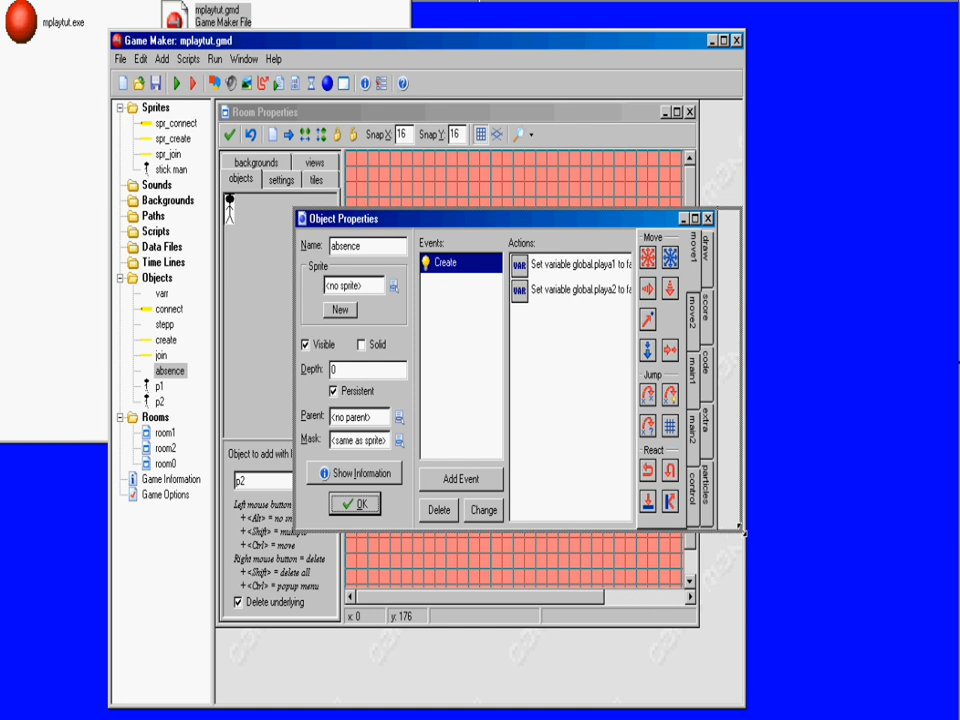 mplaytut.exe
mplaytut.gmd
Game Maker File
Game Maker: mplaytut.gmd
File Edit Add Scripts Run Window Help
Sprites
spr_connect
spr_create
spr_join
stick man
Sounds
Backgrounds
Paths
Scripts
Data Files
Time Lines
Objects
varr
connect
stepp
create
join
absence
p1
p2
Rooms
room1
room2
room0
Game Information
Game Options
Room Properties
Snap X: 16 Snap Y: 16
backgrounds views
objects settings tiles
Object to add with l
p2
Left mouse button
+<Alt> = no sn
+<Shift> = multiple
+<Ctrl> = move
Right mouse button = delete
+<Shift> = delete all
+<Ctrl> = popup menu
Delete underlying
x: 0 y: 176
Object Properties
Name: absence
Sprite
<no sprite>
New
Visible Solid
Depth: 0
Persistent
Parent: <no parent>
Mask: <same as sprite>
Show Information
OK
Events:
Create
Add Event
Delete Change
Actions:
VAR Set variable global.playa1 to fa
VAR Set variable global.playa2 to fa
Move
Jump
React
move1
move2
main1
main2
control
draw
score
code
extra
particles